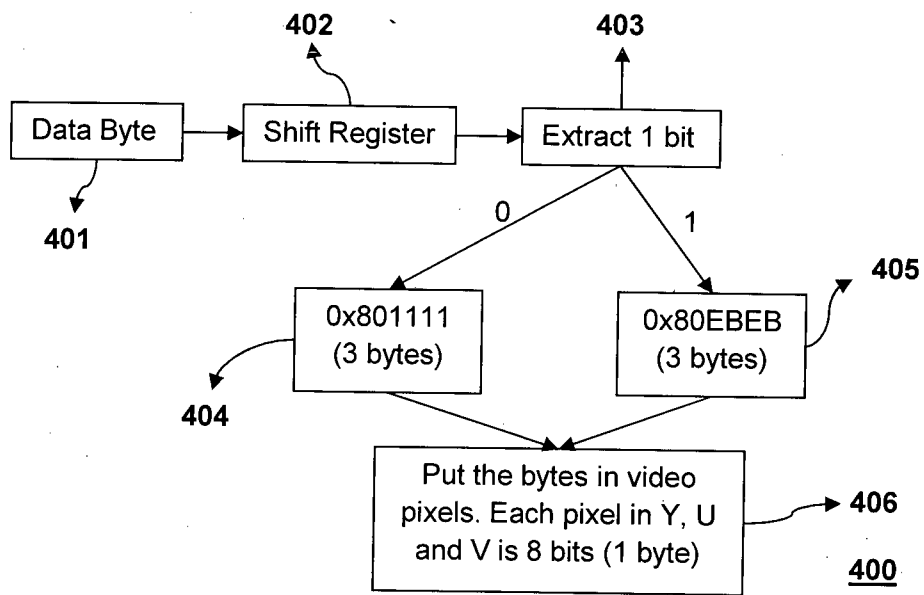 402
403
Data Byte
Shift Register
Extract 1 bit
401
0
1
405
0x801111
(3 bytes)
0x80EBEB
(3 bytes)
404
Put the bytes in video
pixels. Each pixel in Y, U
and V is 8 bits (1 byte)
406
400